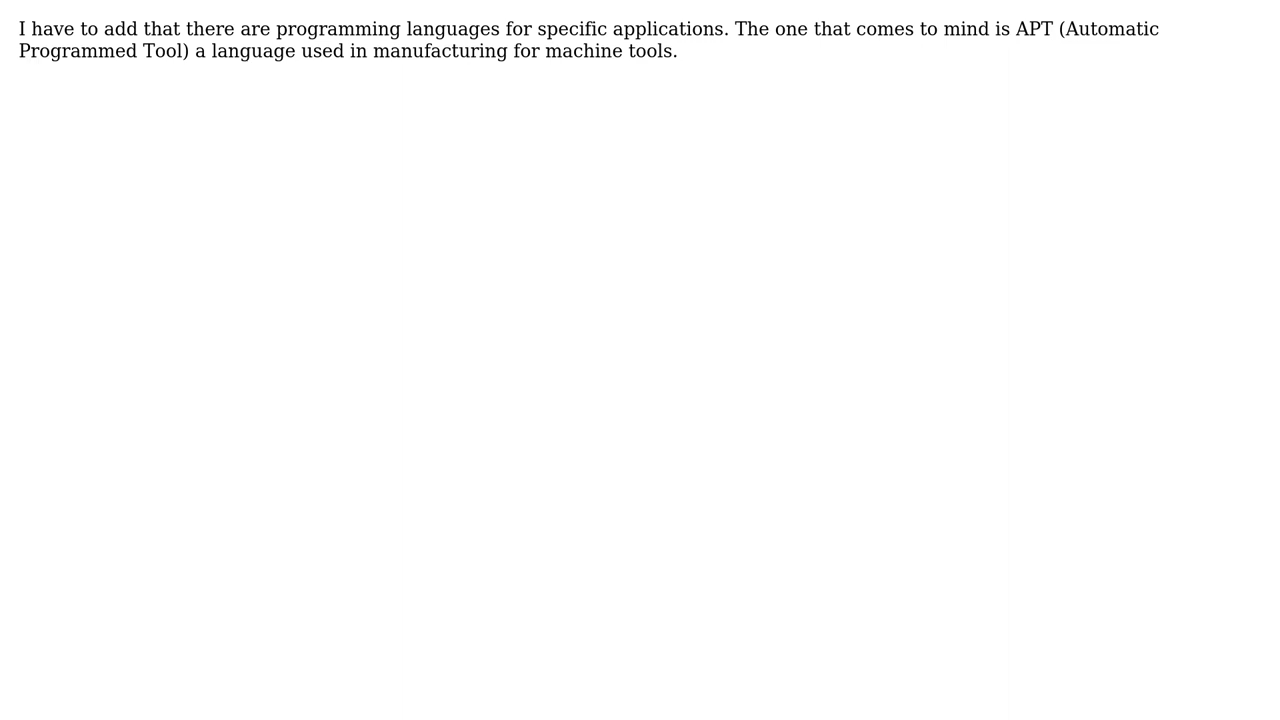 I have to add that there are programming languages for specific applications. The one that comes to mind is APT (Automatic
Programmed Tool) a language used in manufacturing for machine tools.